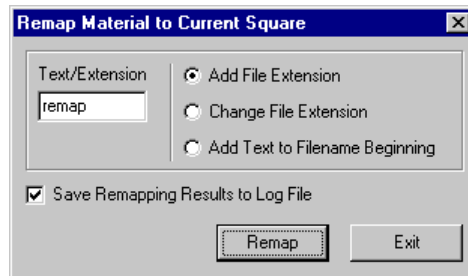 Remap Material to Current Square
Text/Extension
remap
Add File Extension
Change File Extension
Add Text to Filename Beginning
Save Remapping Results to Log File
Remap Exit